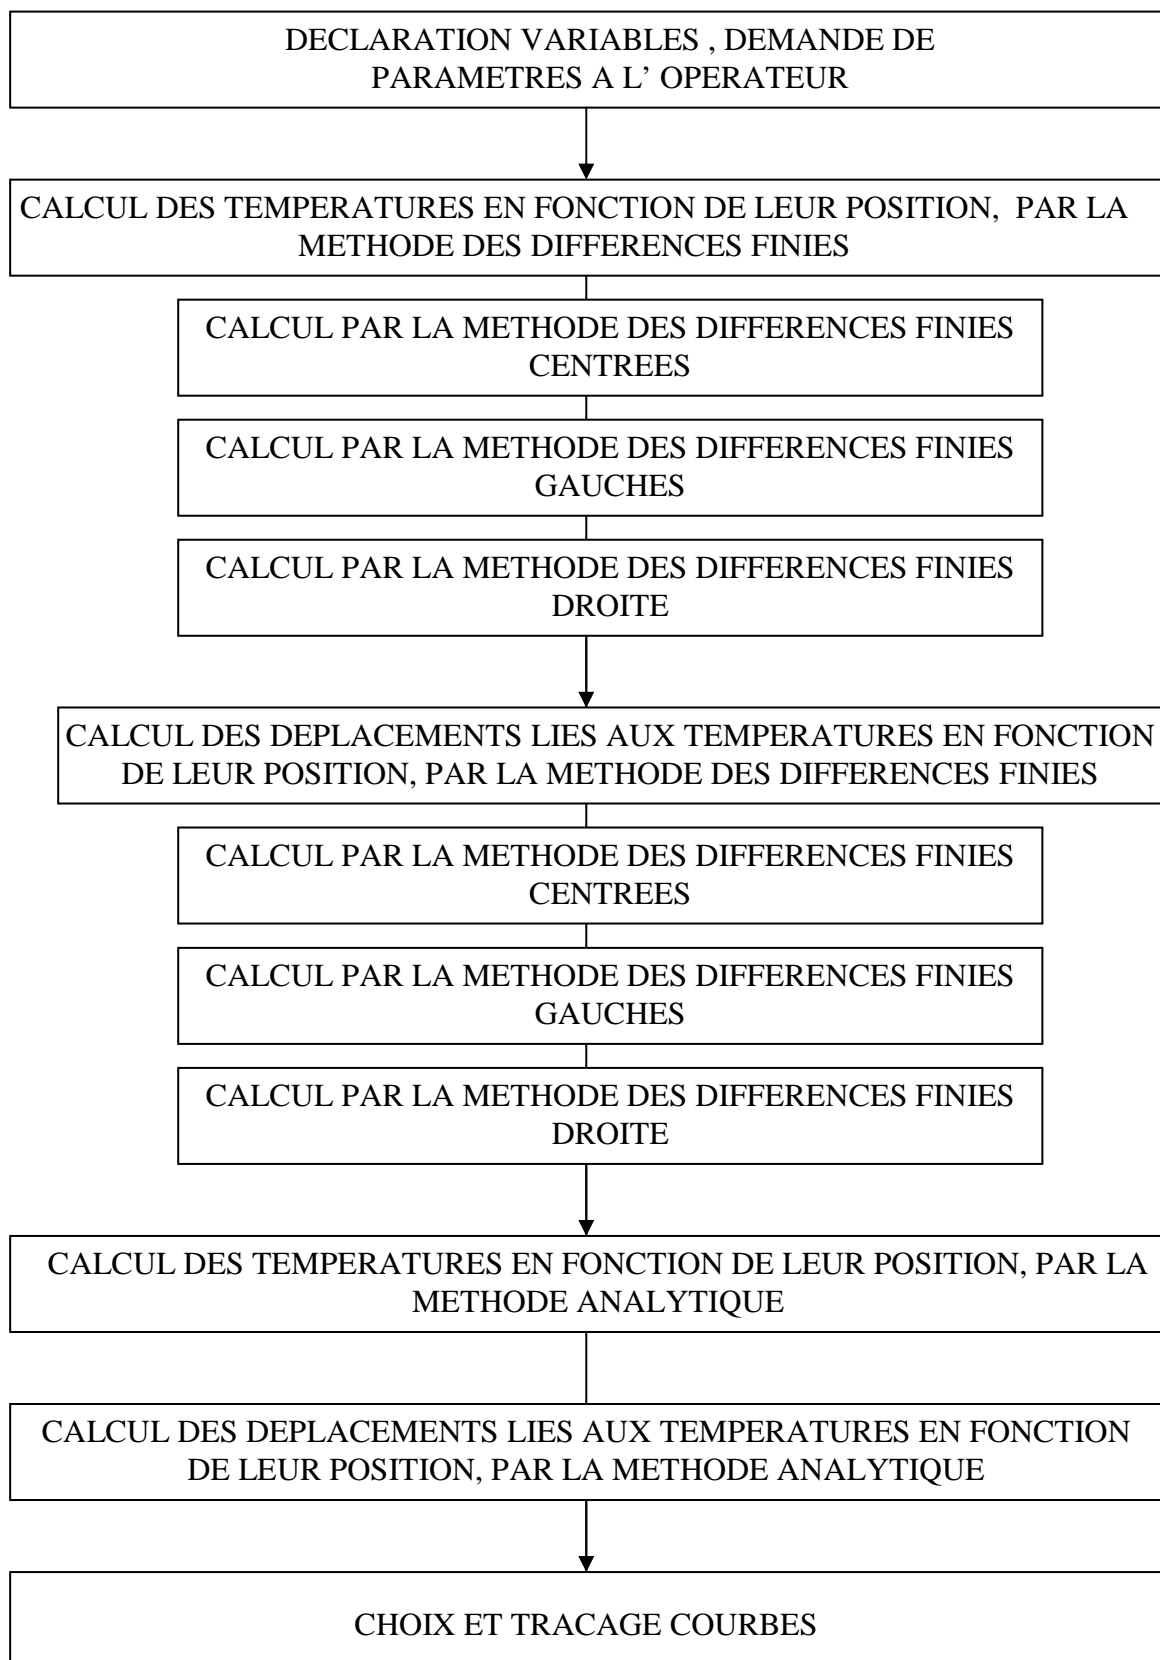 DECLARATION VARIABLES , DEMANDE DE
PARAMETRES A L' OPERATEUR
CALCUL DES TEMPERATURES EN FONCTION DE LEUR POSITION, PAR LA
METHODE DES DIFFERENCES FINIES
CALCUL PAR LA METHODE DES DIFFERENCES FINIES
CENTREES
CALCUL PAR LA METHODE DES DIFFERENCES FINIES
GAUCHES
CALCUL PAR LA METHODE DES DIFFERENCES FINIES
DROITE
CALCUL DES DEPLACEMENTS LIES AUX TEMPERATURES EN FONCTION
DE LEUR POSITION, PAR LA METHODE DES DIFFERENCES FINIES
CALCUL PAR LA METHODE DES DIFFERENCES FINIES
CENTREES
CALCUL PAR LA METHODE DES DIFFERENCES FINIES
GAUCHES
CALCUL PAR LA METHODE DES DIFFERENCES FINIES
DROITE
CALCUL DES TEMPERATURES EN FONCTION DE LEUR POSITION, PAR LA
METHODE ANALYTIQUE
CALCUL DES DEPLACEMENTS LIES AUX TEMPERATURES EN FONCTION
DE LEUR POSITION, PAR LA METHODE ANALYTIQUE
CHOIX ET TRACAGE COURBES